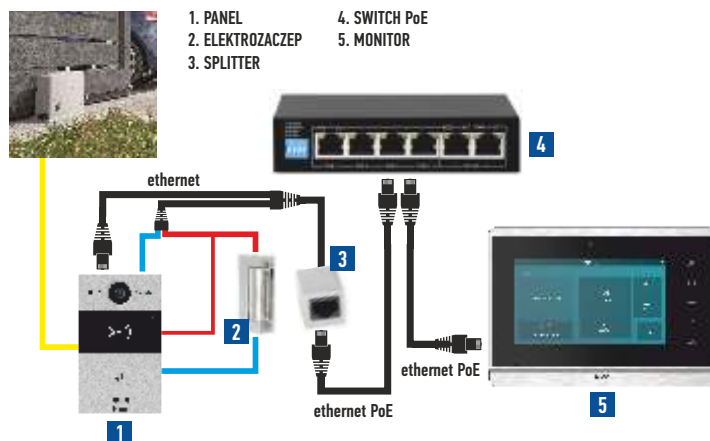 1. PANEL
2. ELEKTROZACZEP
3. SPLITTER
4. SWITCH PoE
5. MONITOR
4
ethernet
3
2
ethernet PoE
ethernet PoE
1
5